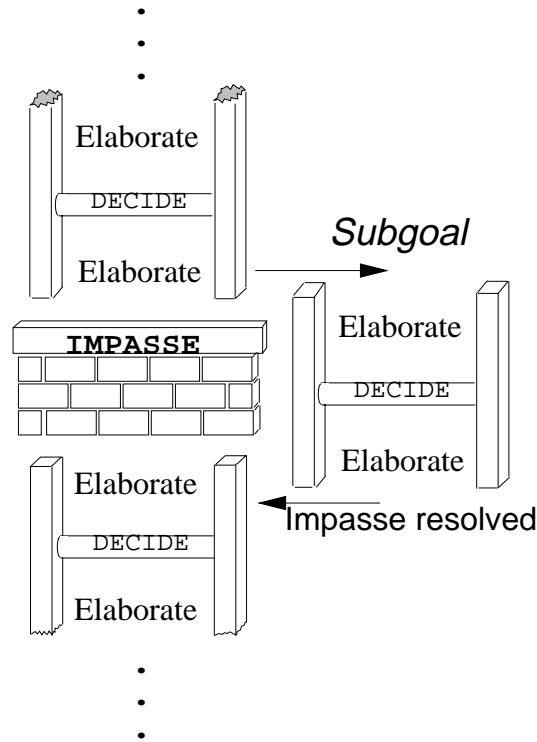 Elaborate
DECIDE
Elaborate
Subgoal
IMPASSE
Elaborate
DECIDE
Elaborate
Impasse resolved
Elaborate
DECIDE
Elaborate